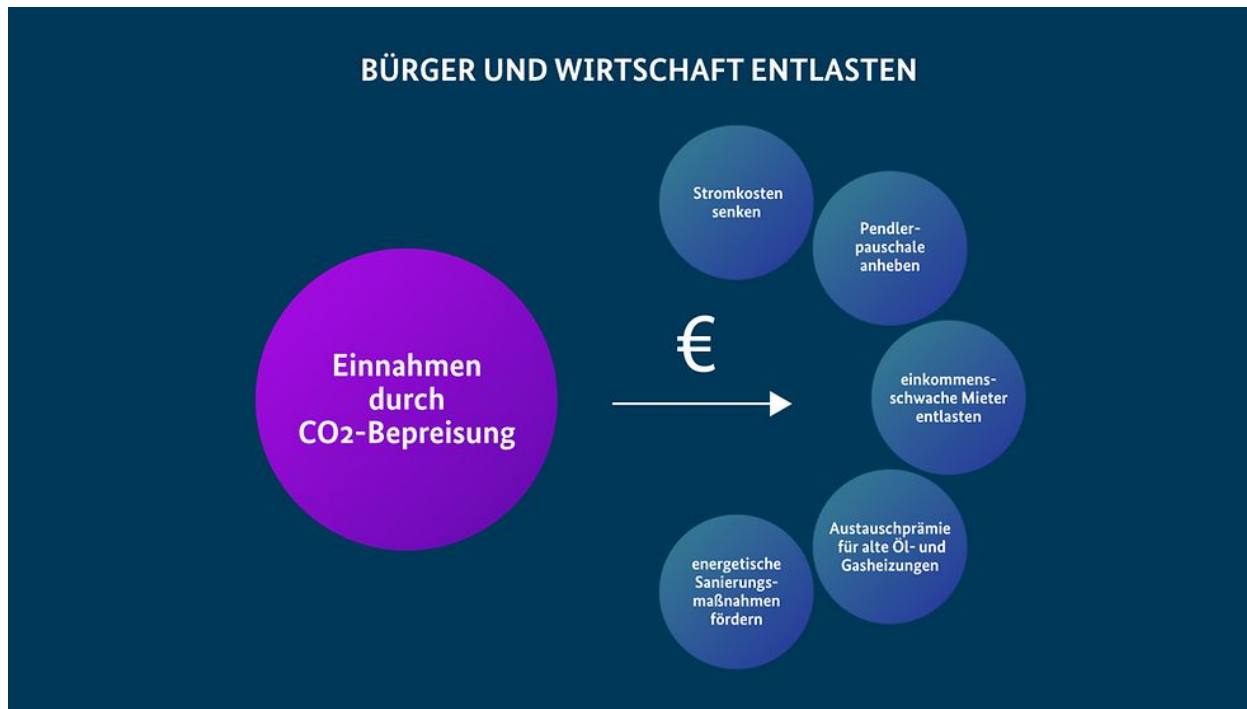 BÜRGER UND WIRTSCHAFT ENTLASTEN
Einnahmen
durch
CO2-Bepreisung
€
Stromkosten
senken
Pendler-
pauschale
anheben
einkommens-
schwache Mieter
entlasten
Austauschprämie
für alte Öl- und
Gasheizungen
energetische
Sanierungs-
maßnahmen
fördern